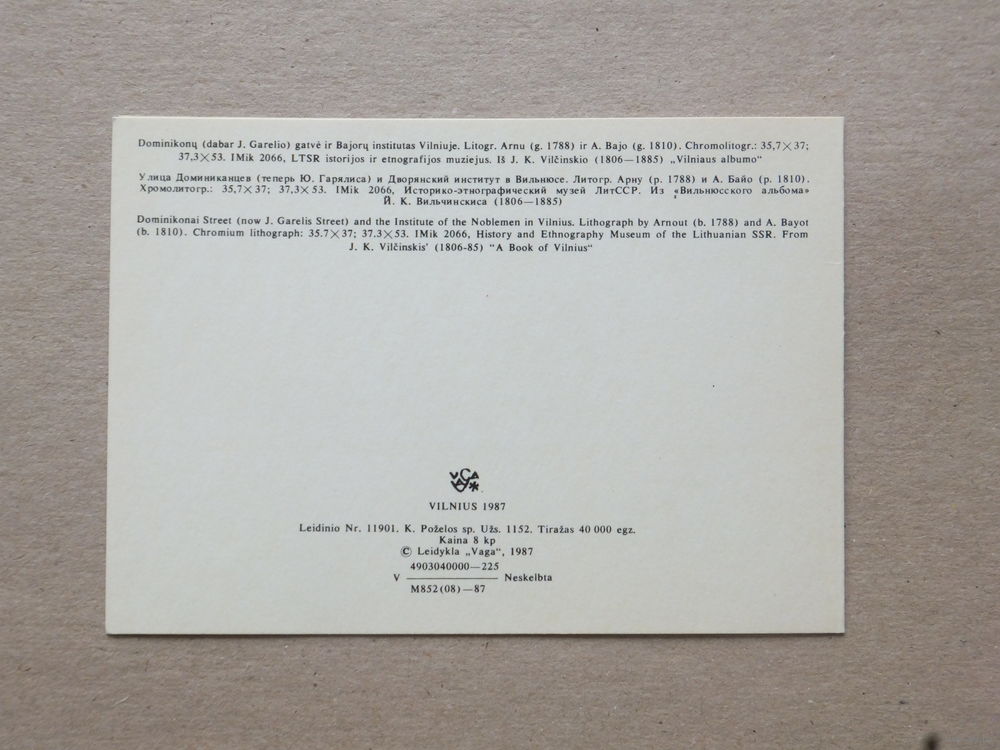 Dominikonų (dabar J. Garelio) gatvė ir Bajorų institutas Vilniuje. Litogr. Arnu (g. 1788) ir A. Bajo (g. 1810). Chromolitogr.: 35,7×37;
37,3×53. IMik 2066, LTSR istorijos ir etnografijos muziejus. Iš J. K. Vilčinskio (1806—1885) „Vilniaus albumo“
Улица Доминиканцев (теперь Ю. Гарялиса) и Дворянский институт в Вильнюсе. Литогр. Арну (р. 1788) и А. Байо (р. 1810).
Хромолитогр.: 35,7×37; 37,3×53. IMik 2066, Историко-этнографический музей ЛитССР. Из «Вильнюсского альбома»
Й. К. Вильчинскиса (1806—1885)
Dominikonai Street (now J. Garelis Street) and the Institute of the Noblemen in Vilnius. Lithograph by Arnout (b. 1788) and A. Bayot
(b. 1810). Chromium lithograph: 35.7×37; 37.3×53. IMik 2066, History and Ethnography Museum of the Lithuanian SSR. From
J. K. Vilčinskis' (1806-85) “A Book of Vilnius“
VILNIUS 1987
Leidinio Nr. 11901. K. Poželos sp. Užs. 1152. Tiražas 40 000 egz.
Kaina 8 kp
© Leidykla „Vaga“, 1987
4903040000—225
V ———— Neskelbta
M852(08)—87